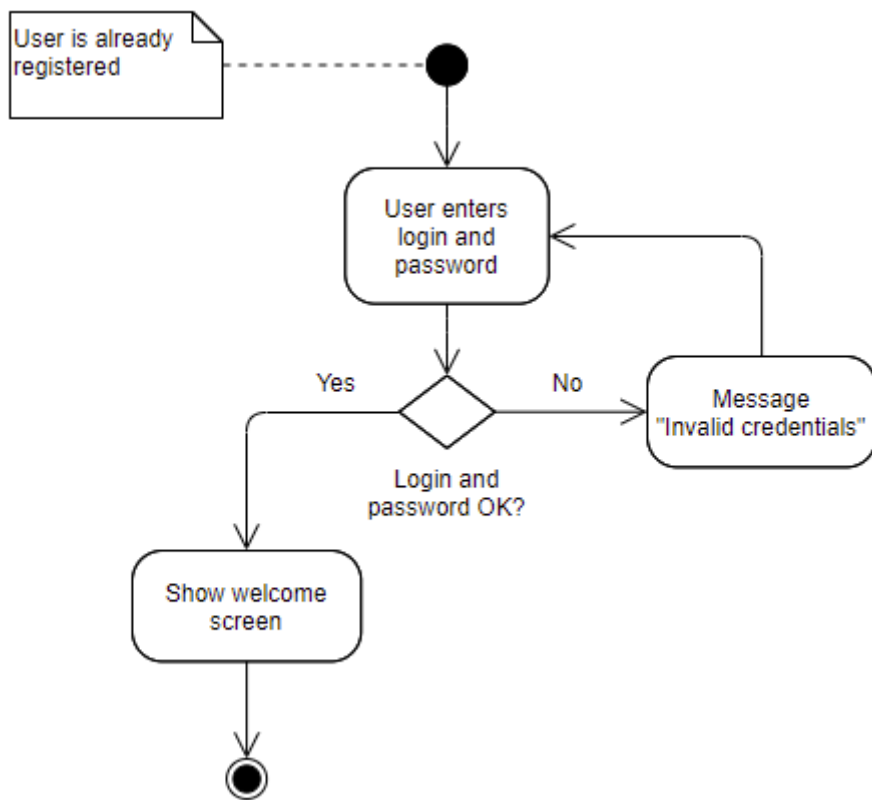 User is already
registered
User enters
login and
password
Yes
No
Message
"Invalid credentials"
Login and
password OK?
Show welcome
screen